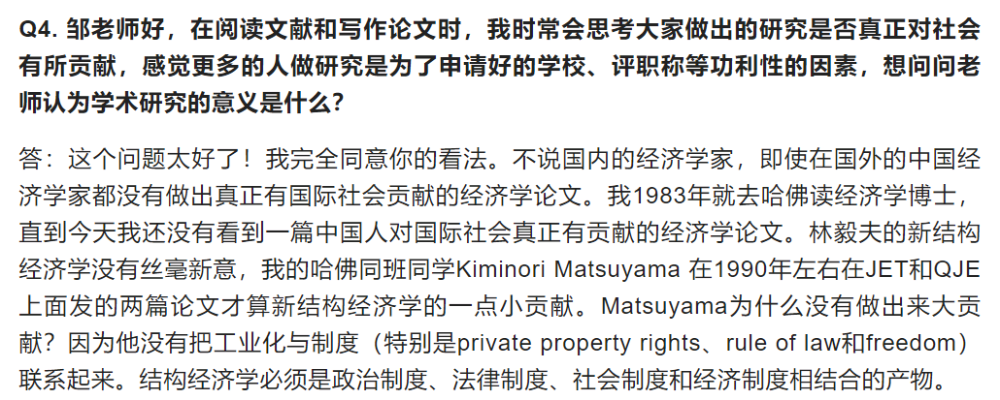 Q4. 邹老师好，在阅读文献和写作论文时，我时常会思考大家做出的研究是否真正对社会
有所贡献，感觉更多的人做研究是为了申请好的学校、评职称等功利性的因素，想问问老
师认为学术研究的意义是什么？
答：这个问题太好了！我完全同意你的看法。不说国内的经济学家，即使在国外的中国经
济学家都没有做出真正有国际社会贡献的经济学论文。我1983年就去哈佛读经济学博士，
直到今天我还没有看到一篇中国人对国际社会真正有贡献的经济学论文。林毅夫的新结构
经济学没有丝毫新意，我的哈佛同班同学Kiminori Matsuyama 在1990年左右在JET和QJE
上面发的两篇论文才算新结构经济学的一点小贡献。Matsuyama为什么没有做出来大贡
献？因为他没有把工业化与制度（特别是private property rights、rule of law和freedom）
联系起来。结构经济学必须是政治制度、法律制度、社会制度和经济制度相结合的产物。